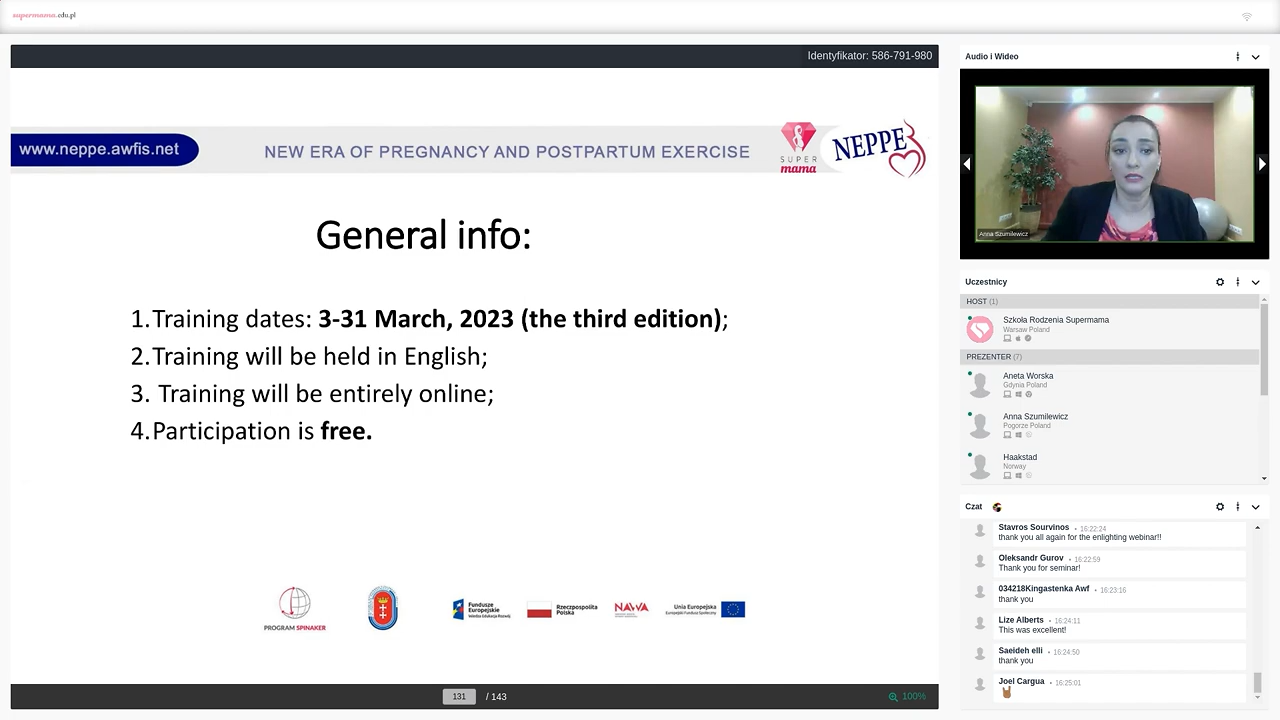 supermama.edu.pl
Identyfikator: 586-791-980
www.neppe.awfis.net
NEW ERA OF PREGNANCY AND POSTPARTUM EXERCISE
SUPER
mama
NEPPE
General info:
1. Training dates: 3-31 March, 2023 (the third edition);
2. Training will be held in English;
3. Training will be entirely online;
4. Participation is free.
PROGRAM SPINAKER
Fundusze
Europejskie
Wiedza Edukacja Rozwój
Rzeczpospolita
Polska
NAWA
Unia Europejska
Europejski Fundusz Społeczny
131 / 143
100%
Audio i Wideo
Anna Szumilewicz
Uczestnicy
HOST (1)
Szkoła Rodzenia Supermama
Warsaw Poland
PREZENTER (7)
Aneta Worska
Gdynia Poland
Anna Szumilewicz
Pogorze Poland
Haakstad
Norway
Czat
Stavros Sourvinos • 16:22:24
thank you all again for the enlighting webinar!!
Oleksandr Gurov • 16:22:59
Thank you for seminar!
034218Kingastenka Awf • 16:23:16
thank you
Lize Alberts • 16:24:11
This was excellent!
Saeideh elli • 16:24:50
thank you
Joel Cargua • 16:25:01